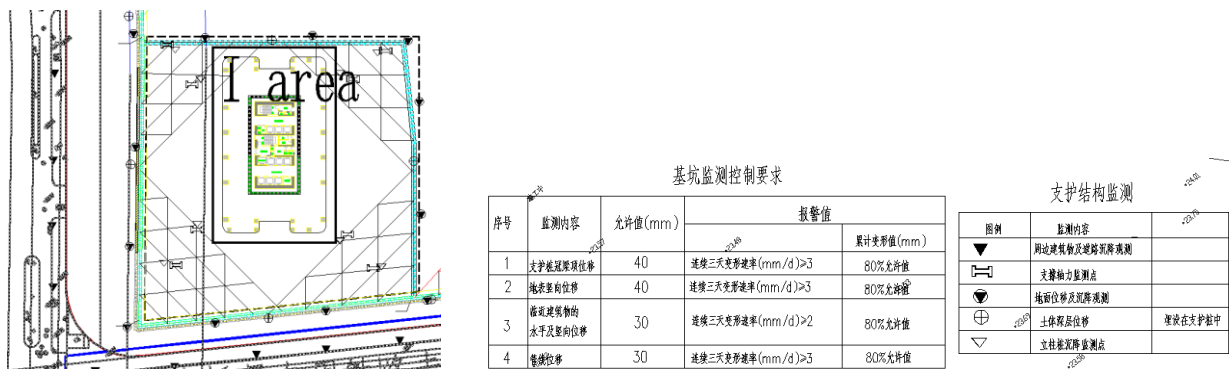 I area
基坑监测控制要求
序号 监测内容 允许值(mm) 报警值
累计变形值(mm)
1 支护桩冠梁顶位移 40 连续三天变形速率(mm/d)≥3 80%允许值
2 地表竖向位移 40 连续三天变形速率(mm/d)≥3 80%允许值
3 临近建筑物的
水平及竖向位移 30 连续三天变形速率(mm/d)≥2 80%允许值
4 管线位移 30 连续三天变形速率(mm/d)≥3 80%允许值
支护结构监测
图例 监测内容
周边建筑物及道路沉降观测
支撑轴力监测点
地面位移及沉降观测
土体深层位移 埋设在支护桩中
立柱桩沉降监测点